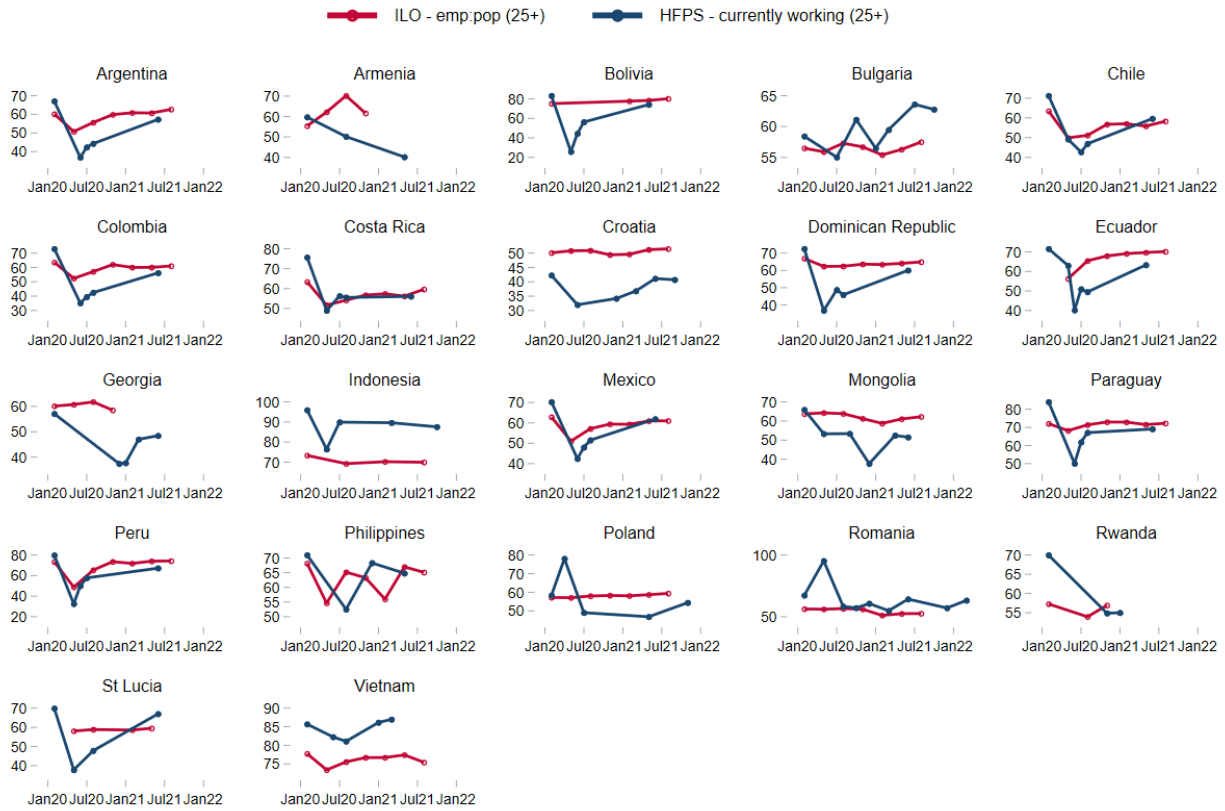 ILO - emp:pop (25+) HFPS - currently working (25+)
Argentina Armenia Bolivia Bulgaria Chile
70 60 50 40 70 60 50 40 80 60 40 20 65 60 55 70 60 50 40
Jan20 Jul20 Jan21 Jul21 Jan22 Jan20 Jul20 Jan21 Jul21 Jan22 Jan20 Jul20 Jan21 Jul21 Jan22 Jan20 Jul20 Jan21 Jul21 Jan22 Jan20 Jul20 Jan21 Jul21 Jan22
Colombia Costa Rica Croatia Dominican Republic Ecuador
70 60 50 40 30 80 70 60 50 50 45 40 35 30 70 60 50 40 70 60 50 40
Jan20 Jul20 Jan21 Jul21 Jan22 Jan20 Jul20 Jan21 Jul21 Jan22 Jan20 Jul20 Jan21 Jul21 Jan22 Jan20 Jul20 Jan21 Jul21 Jan22 Jan20 Jul20 Jan21 Jul21 Jan22
Georgia Indonesia Mexico Mongolia Paraguay
60 50 40 100 90 80 70 70 60 50 40 70 60 50 40 80 70 60 50
Jan20 Jul20 Jan21 Jul21 Jan22 Jan20 Jul20 Jan21 Jul21 Jan22 Jan20 Jul20 Jan21 Jul21 Jan22 Jan20 Jul20 Jan21 Jul21 Jan22 Jan20 Jul20 Jan21 Jul21 Jan22
Peru Philippines Poland Romania Rwanda
80 60 40 20 70 65 60 55 50 80 70 60 50 100 50 70 65 60 55
Jan20 Jul20 Jan21 Jul21 Jan22 Jan20 Jul20 Jan21 Jul21 Jan22 Jan20 Jul20 Jan21 Jul21 Jan22 Jan20 Jul20 Jan21 Jul21 Jan22 Jan20 Jul20 Jan21 Jul21 Jan22
St Lucia Vietnam
70 60 50 40 90 85 80 75
Jan20 Jul20 Jan21 Jul21 Jan22 Jan20 Jul20 Jan21 Jul21 Jan22